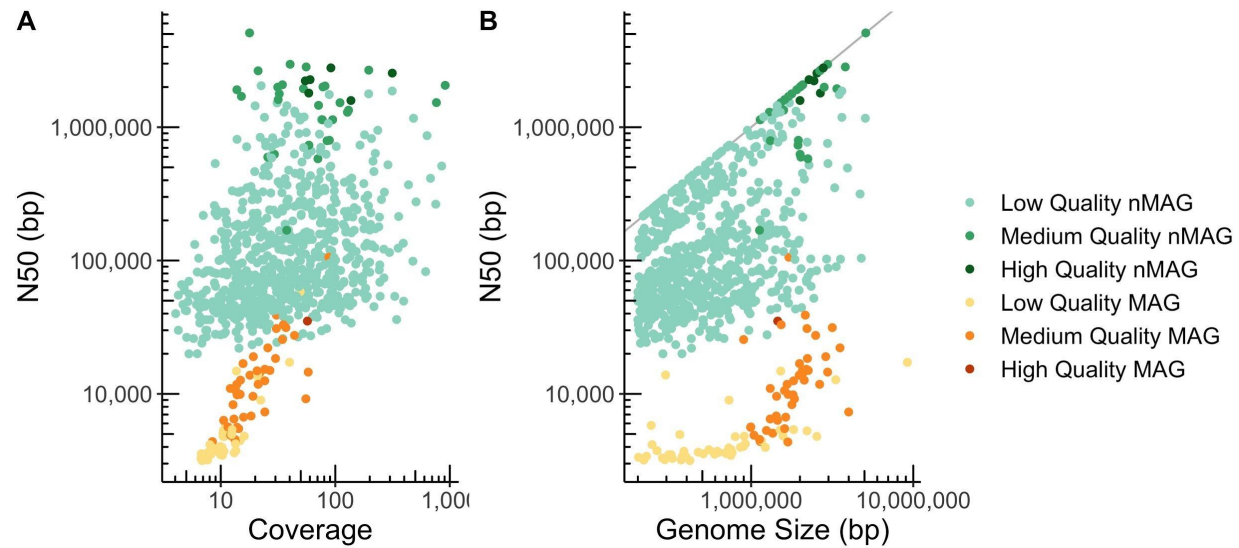 A
N50 (bp)
1,000,000
100,000
10,000
10
100
1,00
Coverage
B
N50 (bp)
1,000,000
100,000
10,000
1,000,000
10,000,000
Genome Size (bp)
Low Quality nMAG
Medium Quality nMAG
High Quality nMAG
Low Quality MAG
Medium Quality MAG
High Quality MAG